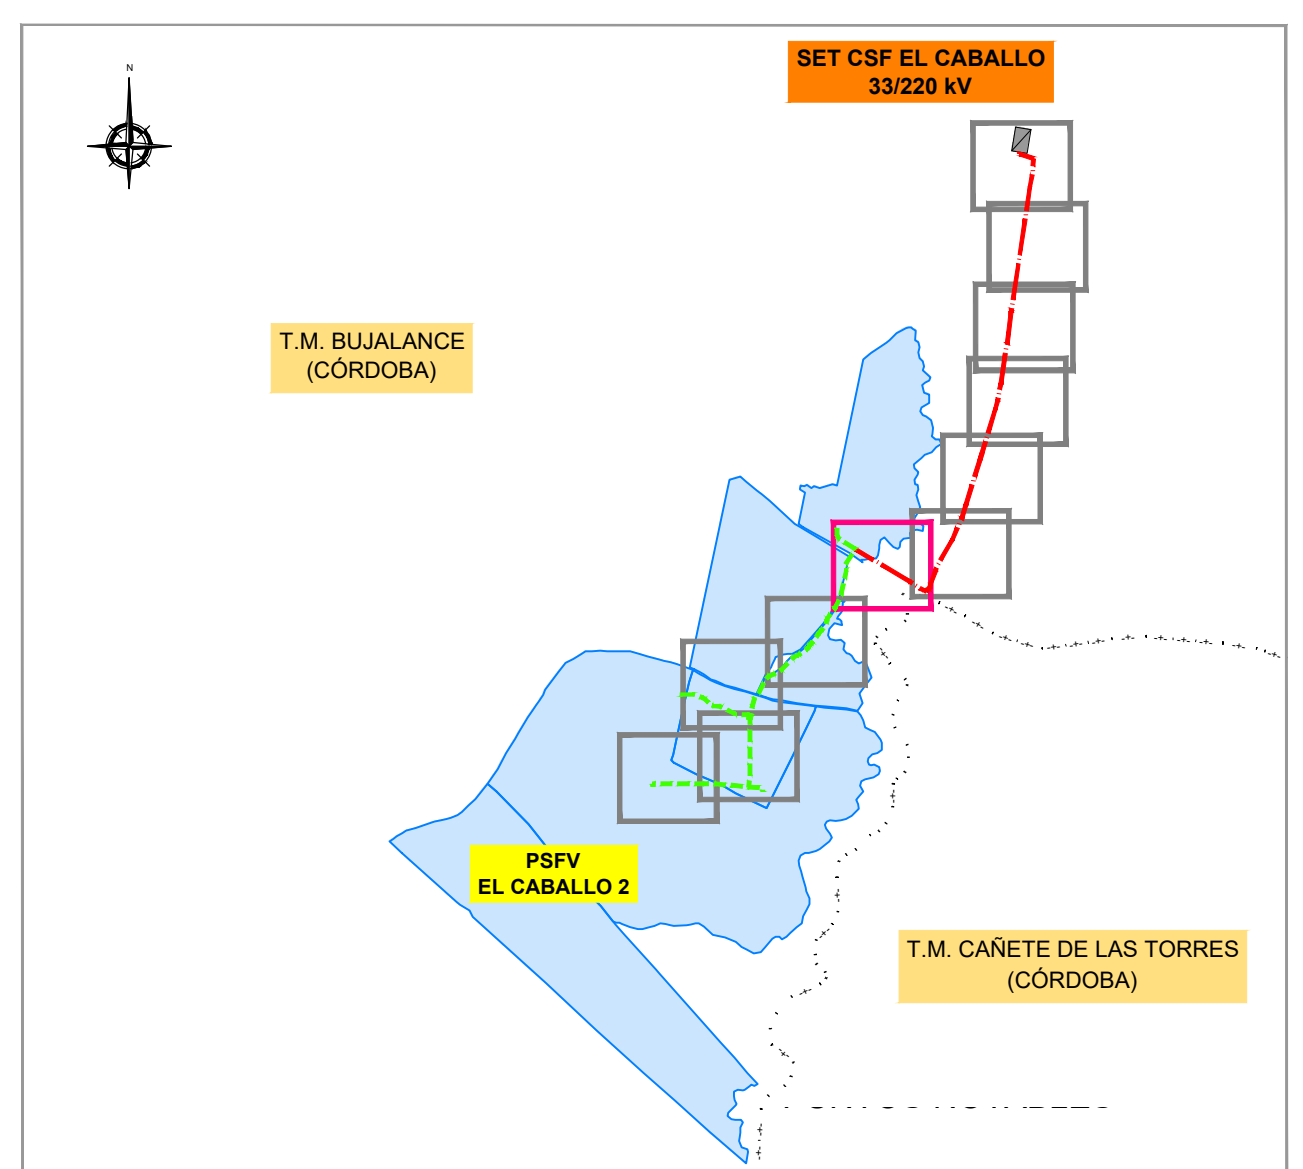 SET CSF EL CABALLO
33/220 kV
N
T.M. BUJALANCE
(CÓRDOBA)
PSFV
EL CABALLO 2
T.M. CAÑETE DE LAS TORRES
(CÓRDOBA)